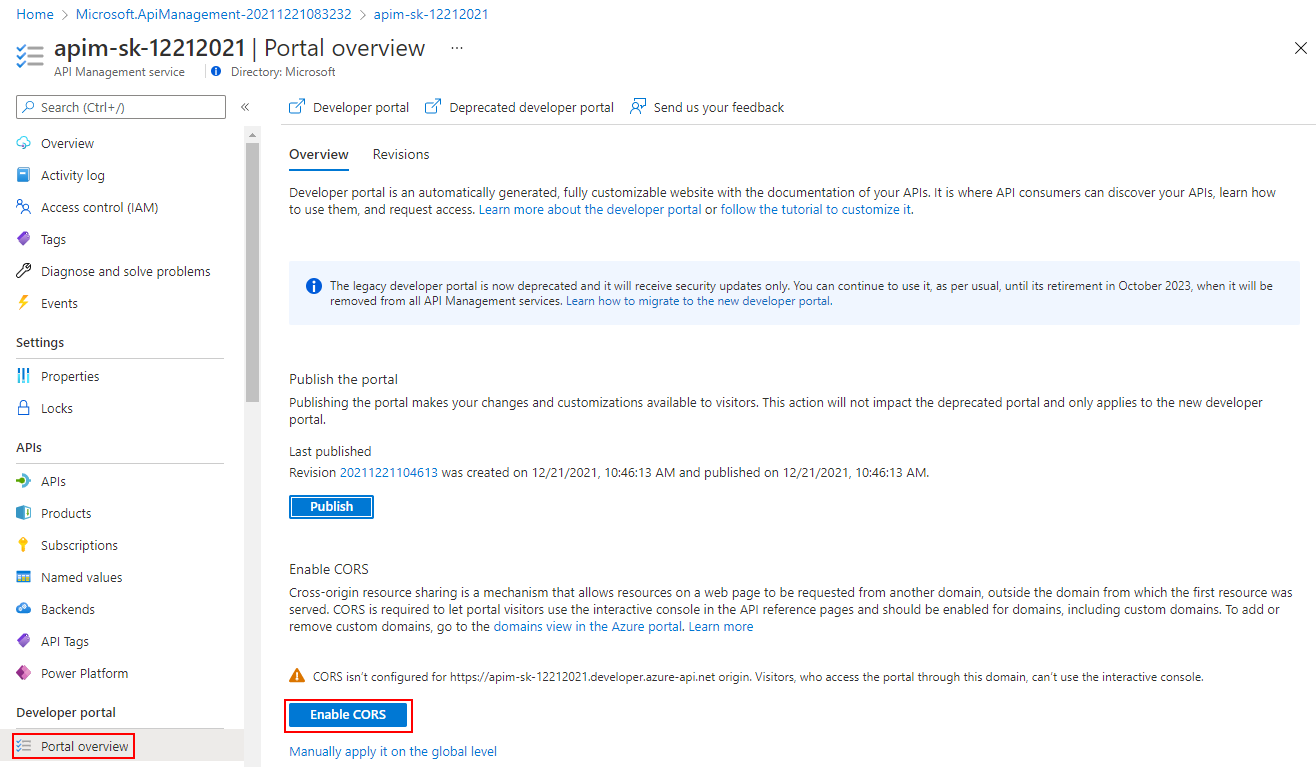 Home > Microsoft.ApiManagement-20211221083232 > apim-sk-12212021
apim-sk-12212021 | Portal overview ...
API Management service
Directory: Microsoft
Search (Ctrl+/)
«
Overview
Activity log
Access control (IAM)
Tags
Diagnose and solve problems
Events
Settings
Properties
Locks
APIs
APIs
Products
Subscriptions
Named values
Backends
API Tags
Power Platform
Developer portal
Portal overview
Developer portal
Deprecated developer portal
Send us your feedback
Overview
Revisions
Developer portal is an automatically generated, fully customizable website with the documentation of your APIs. It is where API consumers can discover your APIs, learn how
to use them, and request access. Learn more about the developer portal or follow the tutorial to customize it.
The legacy developer portal is now deprecated and it will receive security updates only. You can continue to use it, as per usual, until its retirement in October 2023, when it will be
removed from all API Management services. Learn how to migrate to the new developer portal.
Publish the portal
Publishing the portal makes your changes and customizations available to visitors. This action will not impact the deprecated portal and only applies to the new developer
portal.
Last published
Revision 20211221104613 was created on 12/21/2021, 10:46:13 AM and published on 12/21/2021, 10:46:13 AM.
Publish
Enable CORS
Cross-origin resource sharing is a mechanism that allows resources on a web page to be requested from another domain, outside the domain from which the first resource was
served. CORS is required to let portal visitors use the interactive console in the API reference pages and should be enabled for domains, including custom domains. To add or
remove custom domains, go to the domains view in the Azure portal. Learn more
CORS isn't configured for https://apim-sk-12212021.developer.azure-api.net origin. Visitors, who access the portal through this domain, can't use the interactive console.
Enable CORS
Manually apply it on the global level